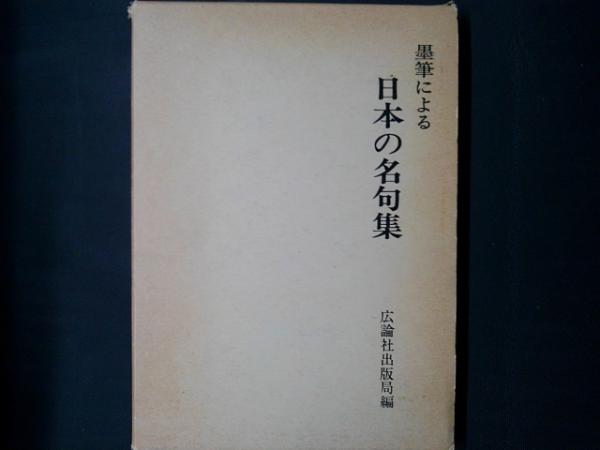 墨筆による
日本の名句集
広論社出版局編